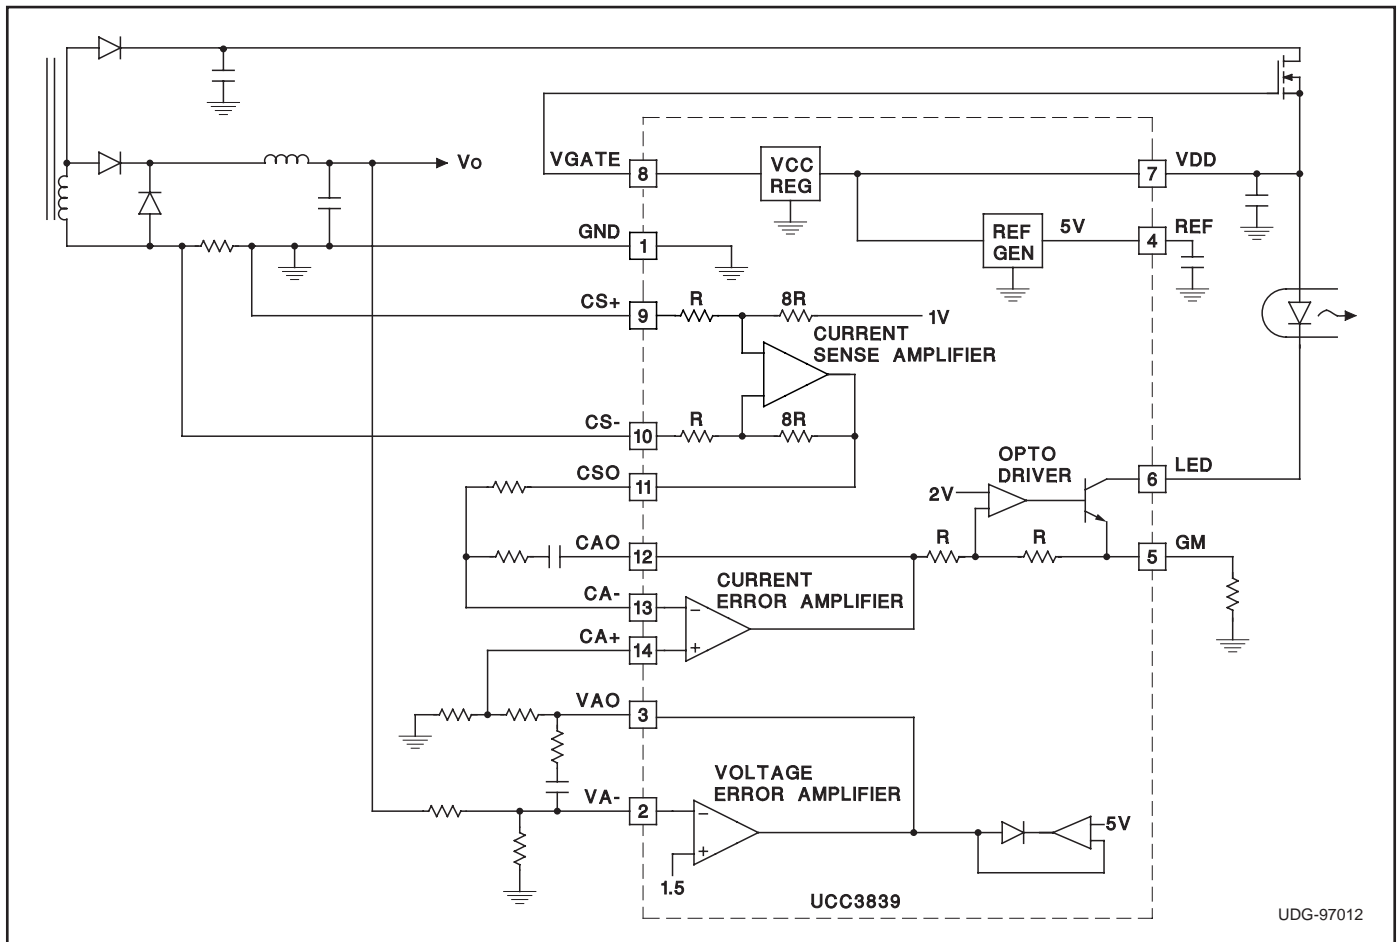 Vo
VGATE
8
VCC
REG
7
VDD
GND
1
REF
GEN
5V
4
REF
CS+
9
R
8R
1V
CURRENT
SENSE AMPLIFIER
CS-
10
R
8R
CSO
11
OPTO
DRIVER
6
LED
2V
CAO
12
R
R
5
GM
CURRENT
ERROR AMPLIFIER
CA-
13
−
CA+
14
+
VAO
3
VOLTAGE
ERROR AMPLIFIER
VA-
2
−
5V
+
1.5
UCC3839
UDG-97012